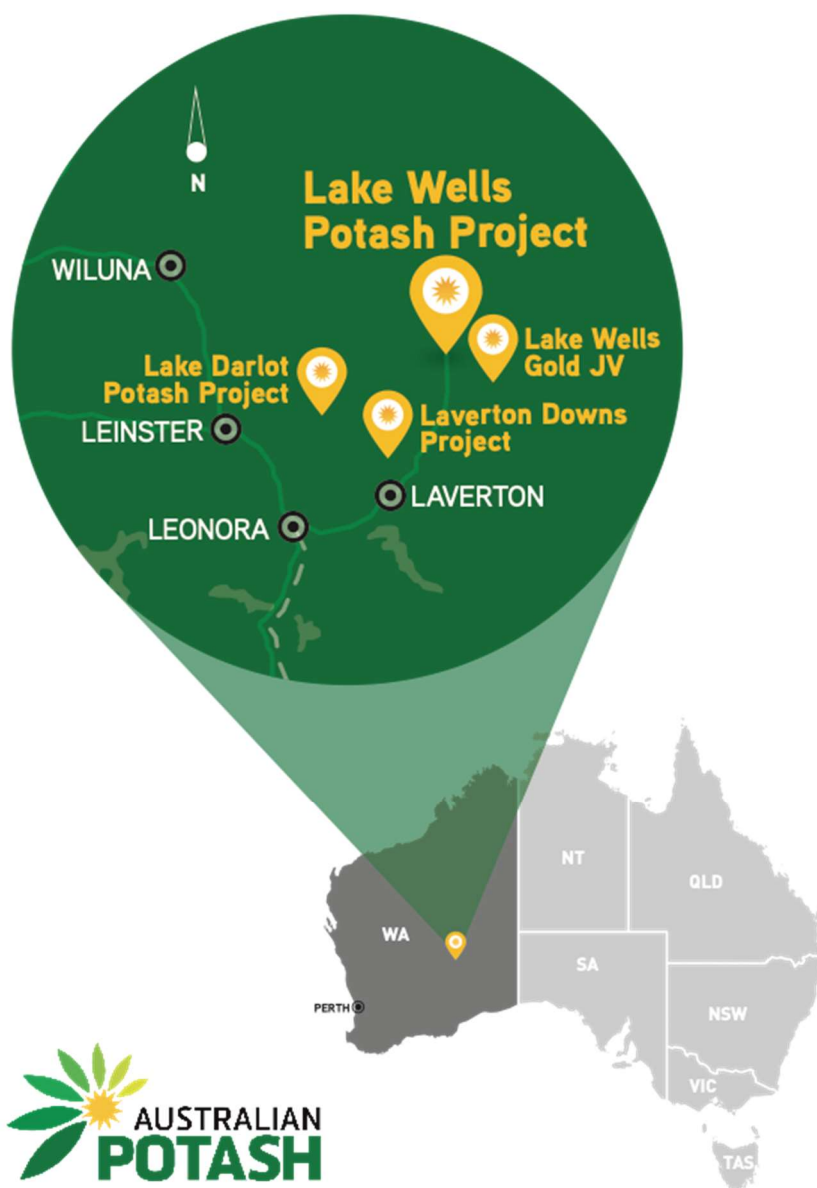 N
Lake Wells
Potash Project
WILUNA
Lake Wells
Gold JV
Lake Darlot
Potash Project
Laverton Downs
Project
LEINSTER
LAVERTON
LEONORA
NT
QLD
WA
SA
PERTH
NSW
VIC
TAS
AUSTRALIAN
POTASH